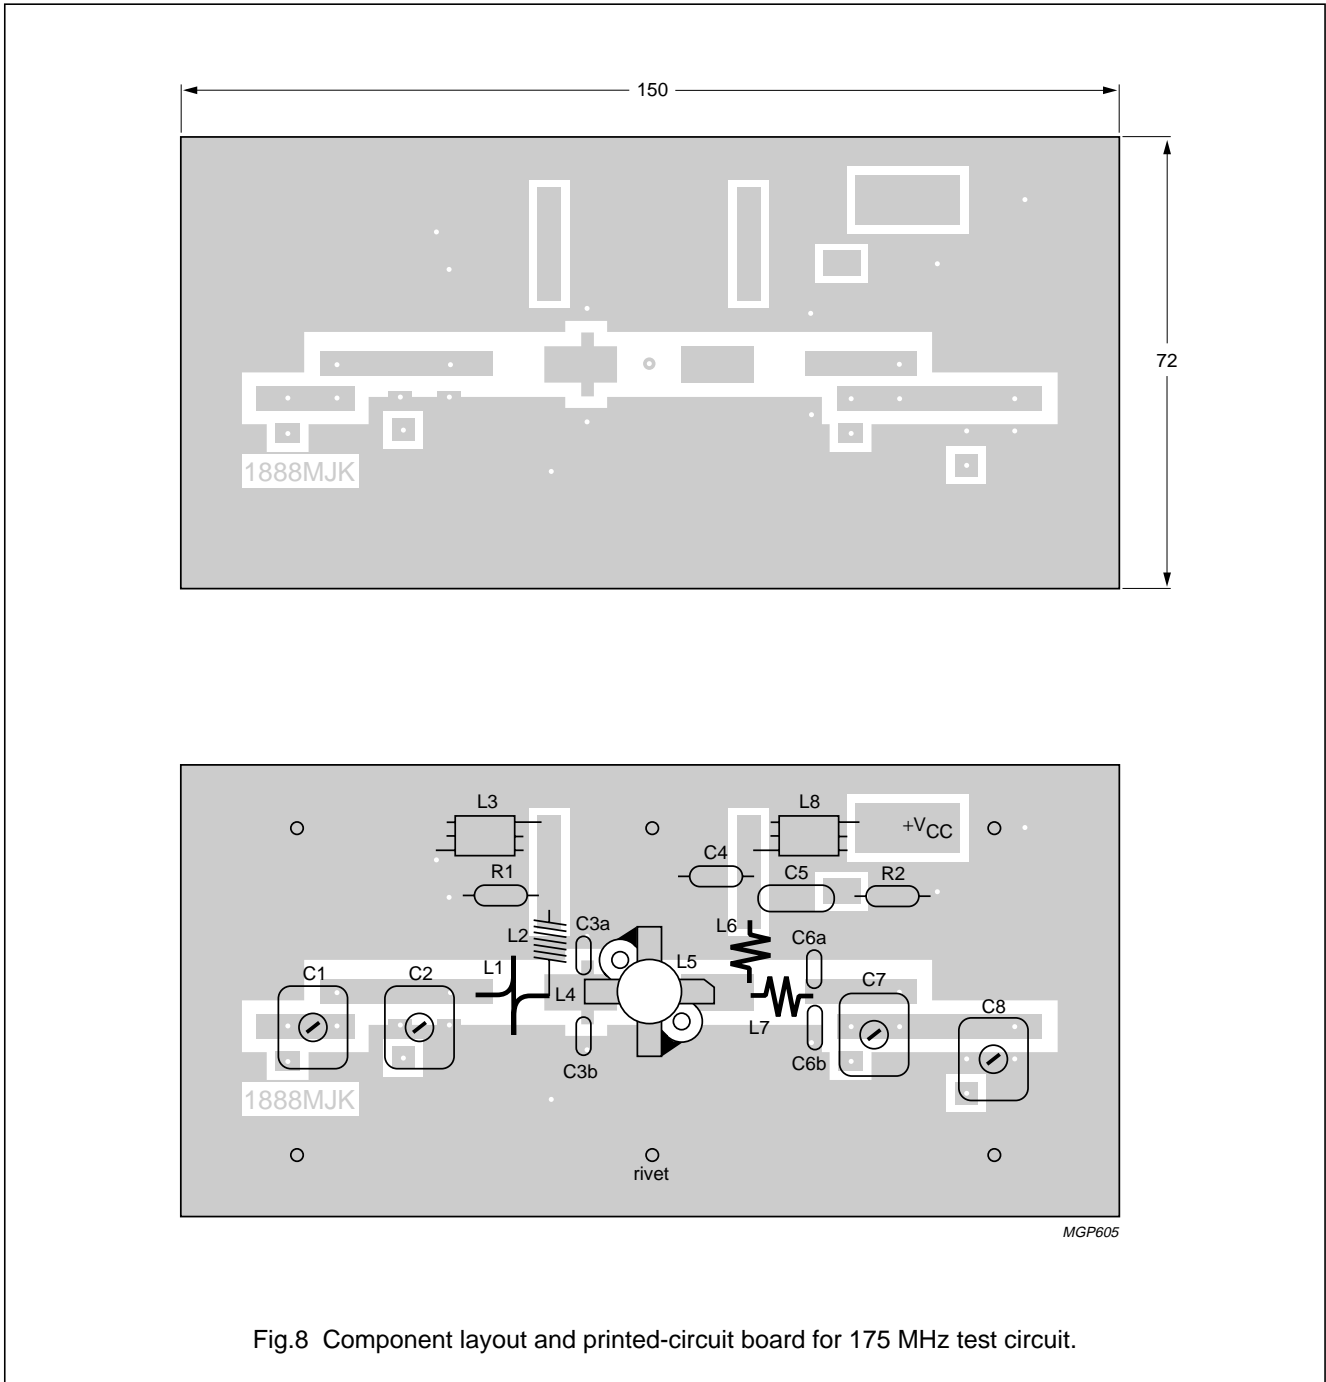 150
72
1888MJK
L3
L8
+VCC
C4
R1
C5
R2
L2
C3a
L6
C6a
L1
L5
C1
C2
L4
C7
L7
C8
C3b
C6b
1888MJK
rivet
MGP605
Fig.8 Component layout and printed-circuit board for 175 MHz test circuit.